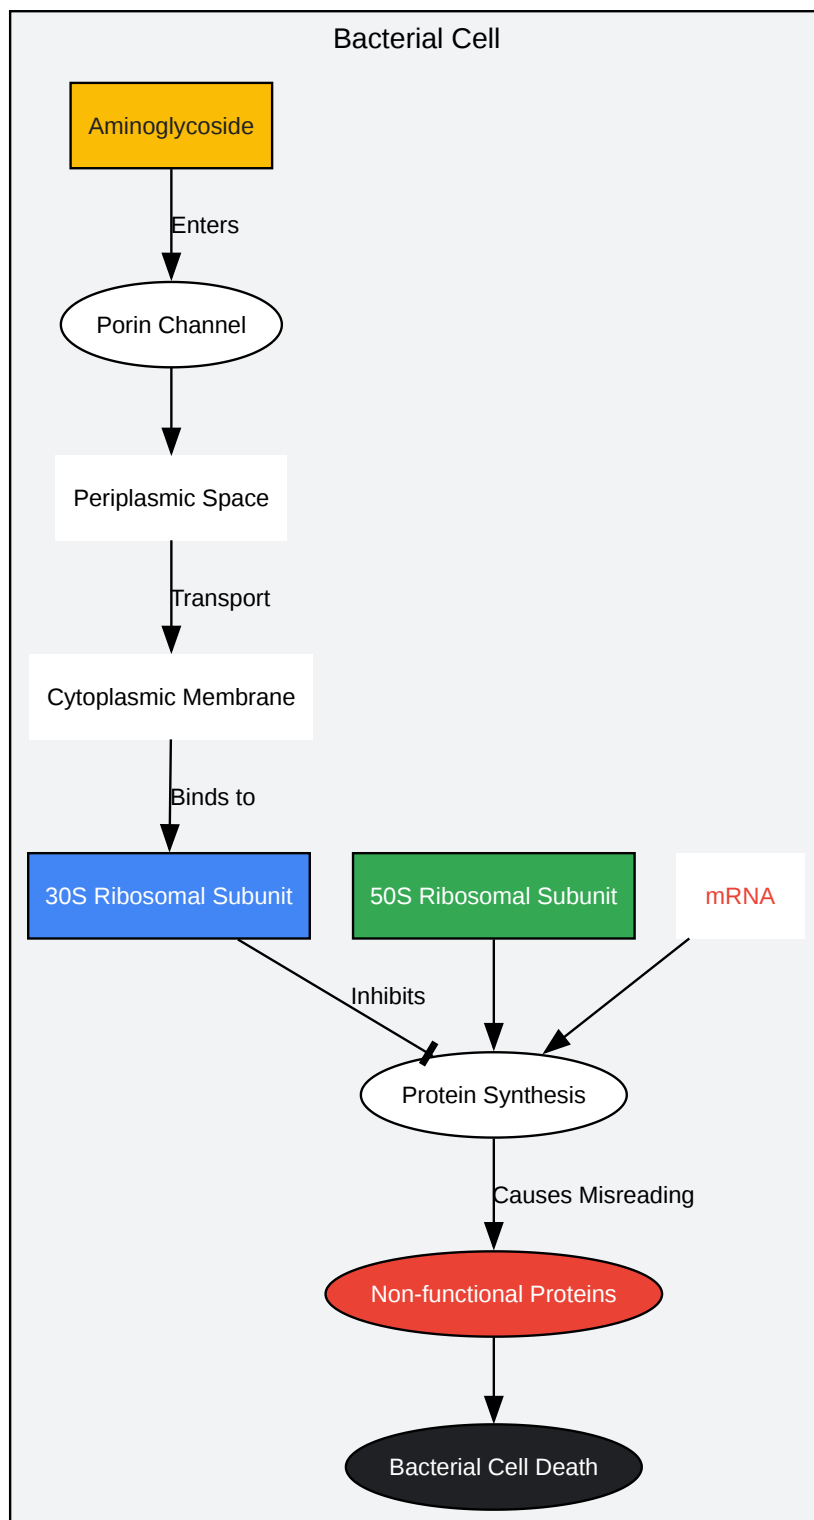 Bacterial Cell
Aminoglycoside
Enters
Porin Channel
Periplasmic Space
Transport
Cytoplasmic Membrane
Binds to
30S Ribosomal Subunit
50S Ribosomal Subunit
mRNA
Inhibits
Protein Synthesis
Causes Misreading
Non-functional Proteins
Bacterial Cell Death